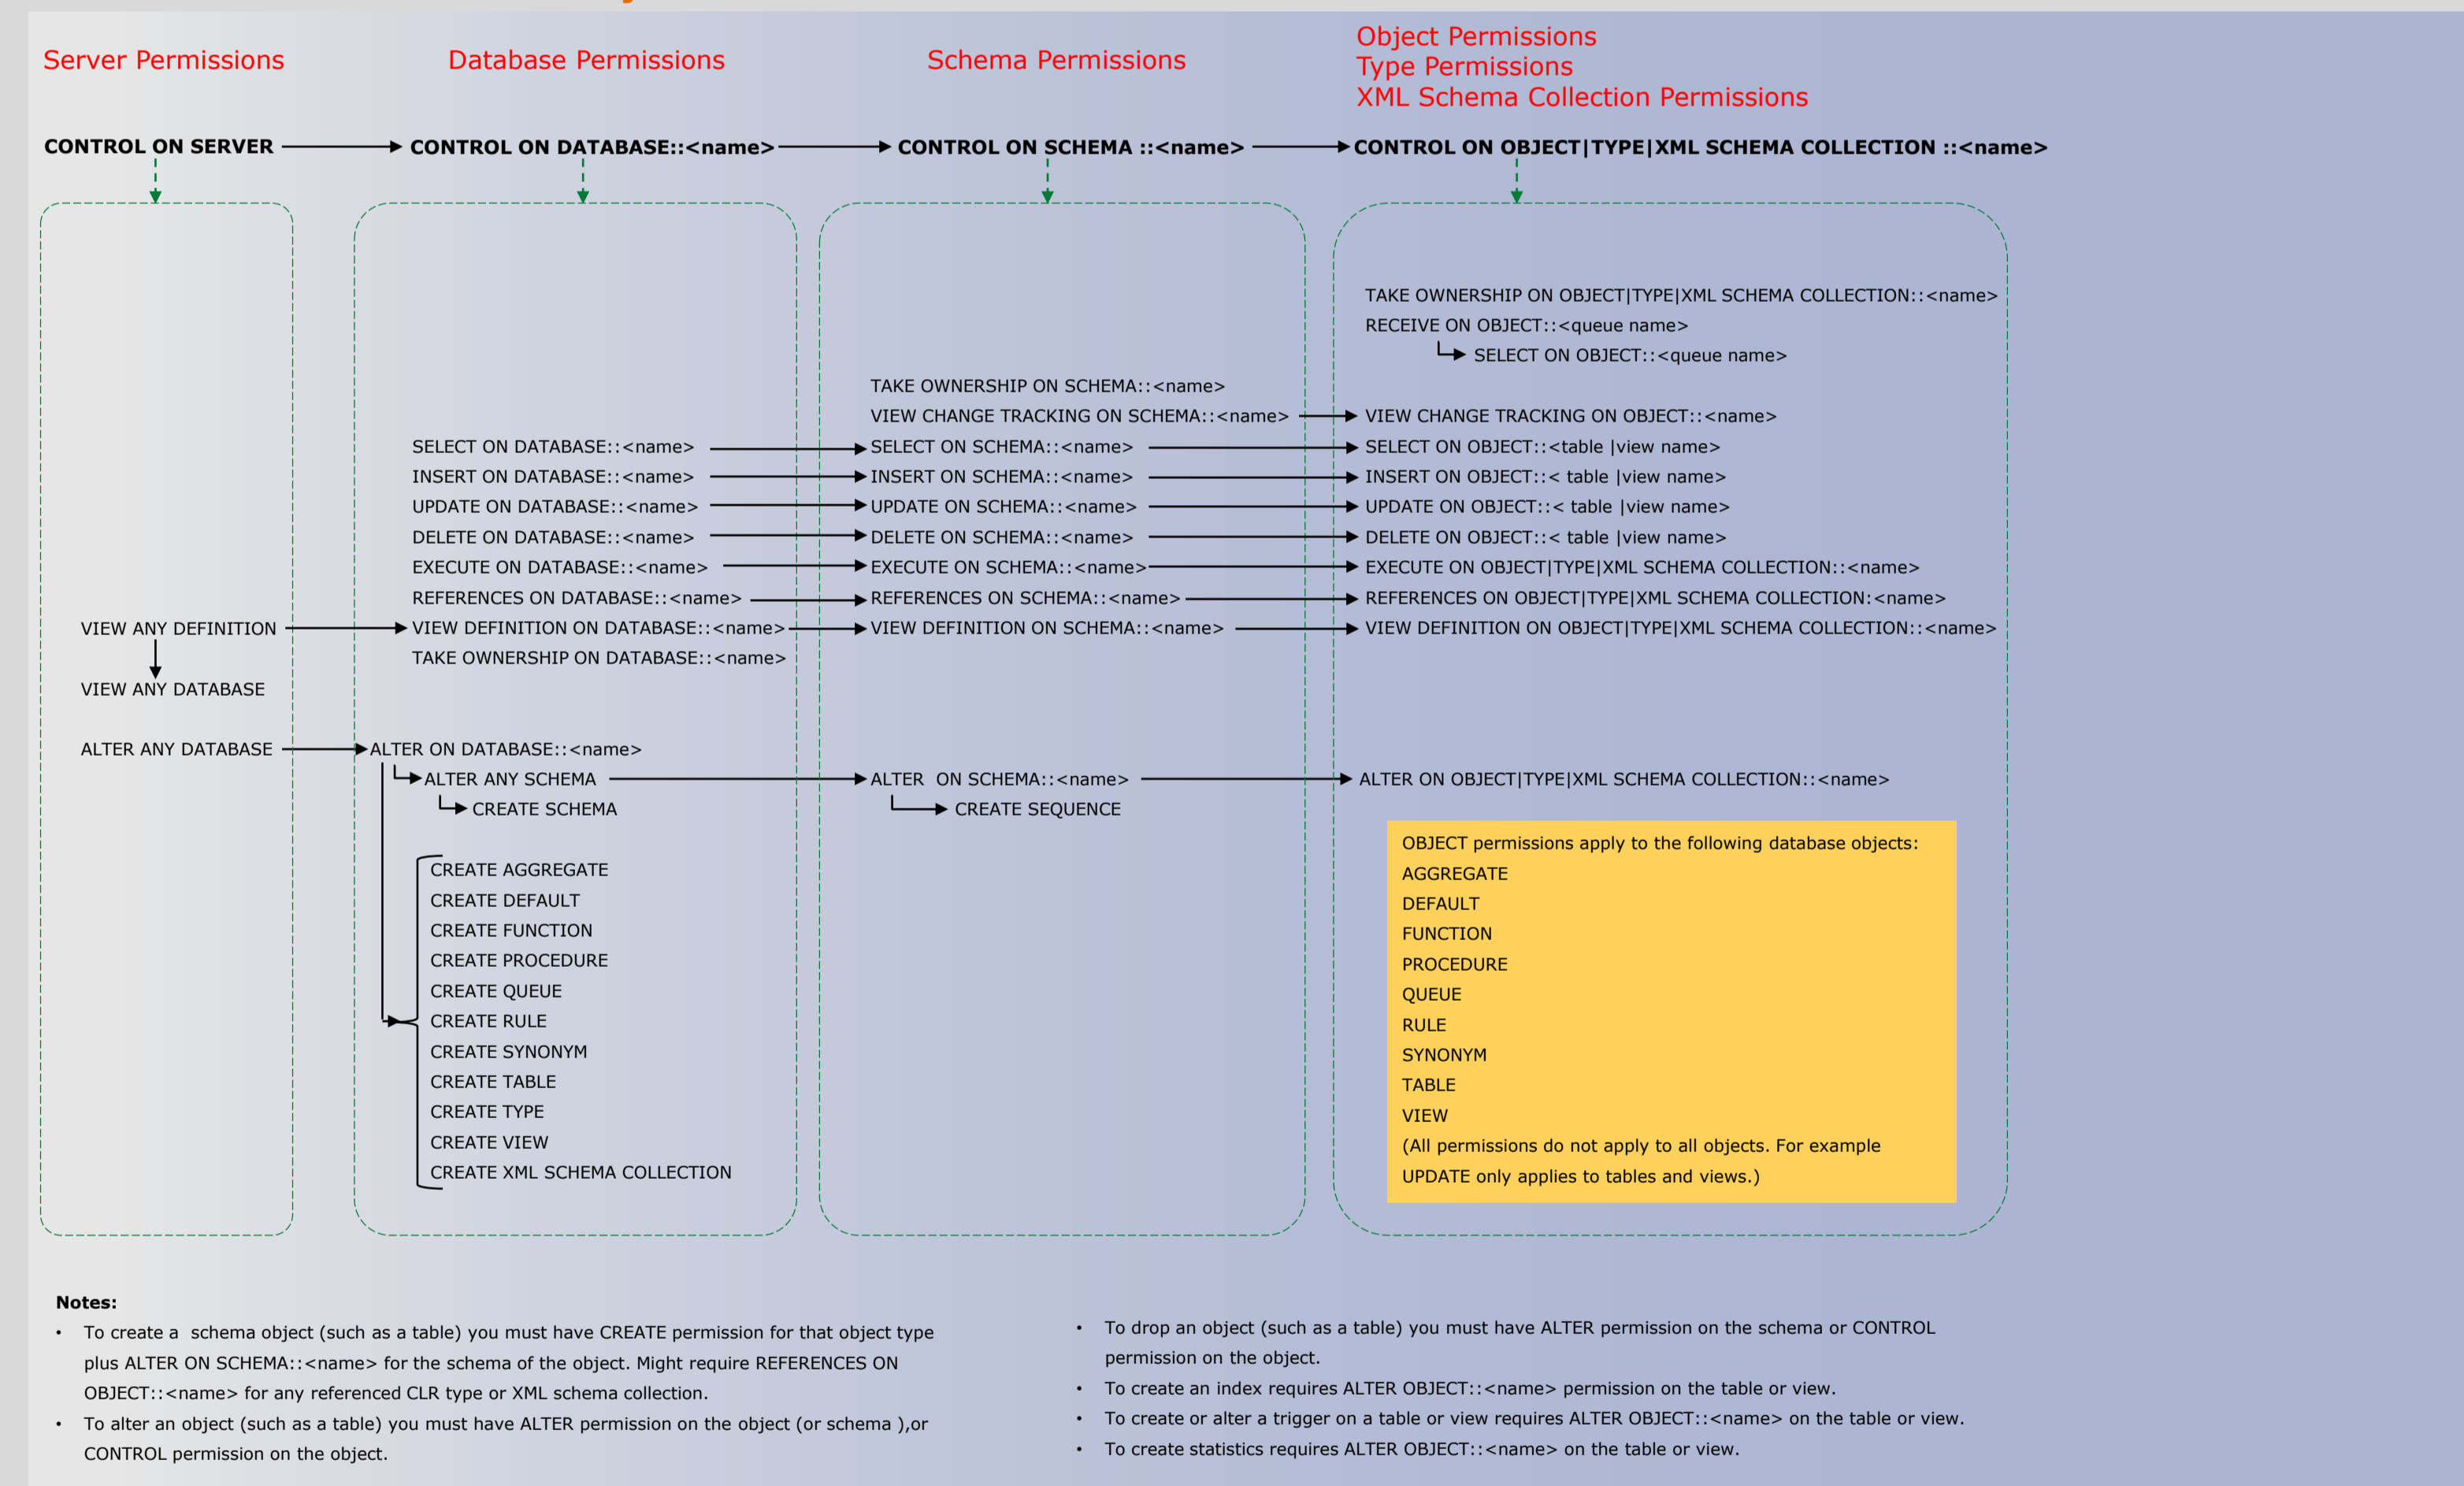 Server Permissions
Database Permissions
Schema Permissions
Object Permissions
Type Permissions
XML Schema Collection Permissions
CONTROL ON SERVER
CONTROL ON DATABASE::<name>
CONTROL ON SCHEMA ::<name>
CONTROL ON OBJECT|TYPE|XML SCHEMA COLLECTION ::<name>
VIEW ANY DEFINITION
VIEW ANY DATABASE
ALTER ANY DATABASE
SELECT ON DATABASE::<name>
INSERT ON DATABASE::<name>
UPDATE ON DATABASE::<name>
DELETE ON DATABASE::<name>
EXECUTE ON DATABASE::<name>
REFERENCES ON DATABASE::<name>
VIEW DEFINITION ON DATABASE::<name>
TAKE OWNERSHIP ON DATABASE::<name>
ALTER ON DATABASE::<name>
ALTER ANY SCHEMA
CREATE SCHEMA
CREATE AGGREGATE
CREATE DEFAULT
CREATE FUNCTION
CREATE PROCEDURE
CREATE QUEUE
CREATE RULE
CREATE SYNONYM
CREATE TABLE
CREATE TYPE
CREATE VIEW
CREATE XML SCHEMA COLLECTION
TAKE OWNERSHIP ON SCHEMA::<name>
VIEW CHANGE TRACKING ON SCHEMA::<name>
SELECT ON SCHEMA::<name>
INSERT ON SCHEMA::<name>
UPDATE ON SCHEMA::<name>
DELETE ON SCHEMA::<name>
EXECUTE ON SCHEMA::<name>
REFERENCES ON SCHEMA::<name>
VIEW DEFINITION ON SCHEMA::<name>
ALTER  ON SCHEMA::<name>
CREATE SEQUENCE
TAKE OWNERSHIP ON OBJECT|TYPE|XML SCHEMA COLLECTION::<name>
RECEIVE ON OBJECT::<queue name>
SELECT ON OBJECT::<queue name>
VIEW CHANGE TRACKING ON OBJECT::<name>
SELECT ON OBJECT::<table |view name>
INSERT ON OBJECT::< table |view name>
UPDATE ON OBJECT::< table |view name>
DELETE ON OBJECT::< table |view name>
EXECUTE ON OBJECT|TYPE|XML SCHEMA COLLECTION::<name>
REFERENCES ON OBJECT|TYPE|XML SCHEMA COLLECTION:<name>
VIEW DEFINITION ON OBJECT|TYPE|XML SCHEMA COLLECTION::<name>
ALTER ON OBJECT|TYPE|XML SCHEMA COLLECTION::<name>
OBJECT permissions apply to the following database objects:
AGGREGATE
DEFAULT
FUNCTION
PROCEDURE
QUEUE
RULE
SYNONYM
TABLE
VIEW
(All permissions do not apply to all objects. For example
UPDATE only applies to tables and views.)
Notes:
• To create a  schema object (such as a table) you must have CREATE permission for that object type
plus ALTER ON SCHEMA::<name> for the schema of the object. Might require REFERENCES ON
OBJECT::<name> for any referenced CLR type or XML schema collection.
• To alter an object (such as a table) you must have ALTER permission on the object (or schema ),or
CONTROL permission on the object.
• To drop an object (such as a table) you must have ALTER permission on the schema or CONTROL
permission on the object.
• To create an index requires ALTER OBJECT::<name> permission on the table or view.
• To create or alter a trigger on a table or view requires ALTER OBJECT::<name> on the table or view.
• To create statistics requires ALTER OBJECT::<name> on the table or view.